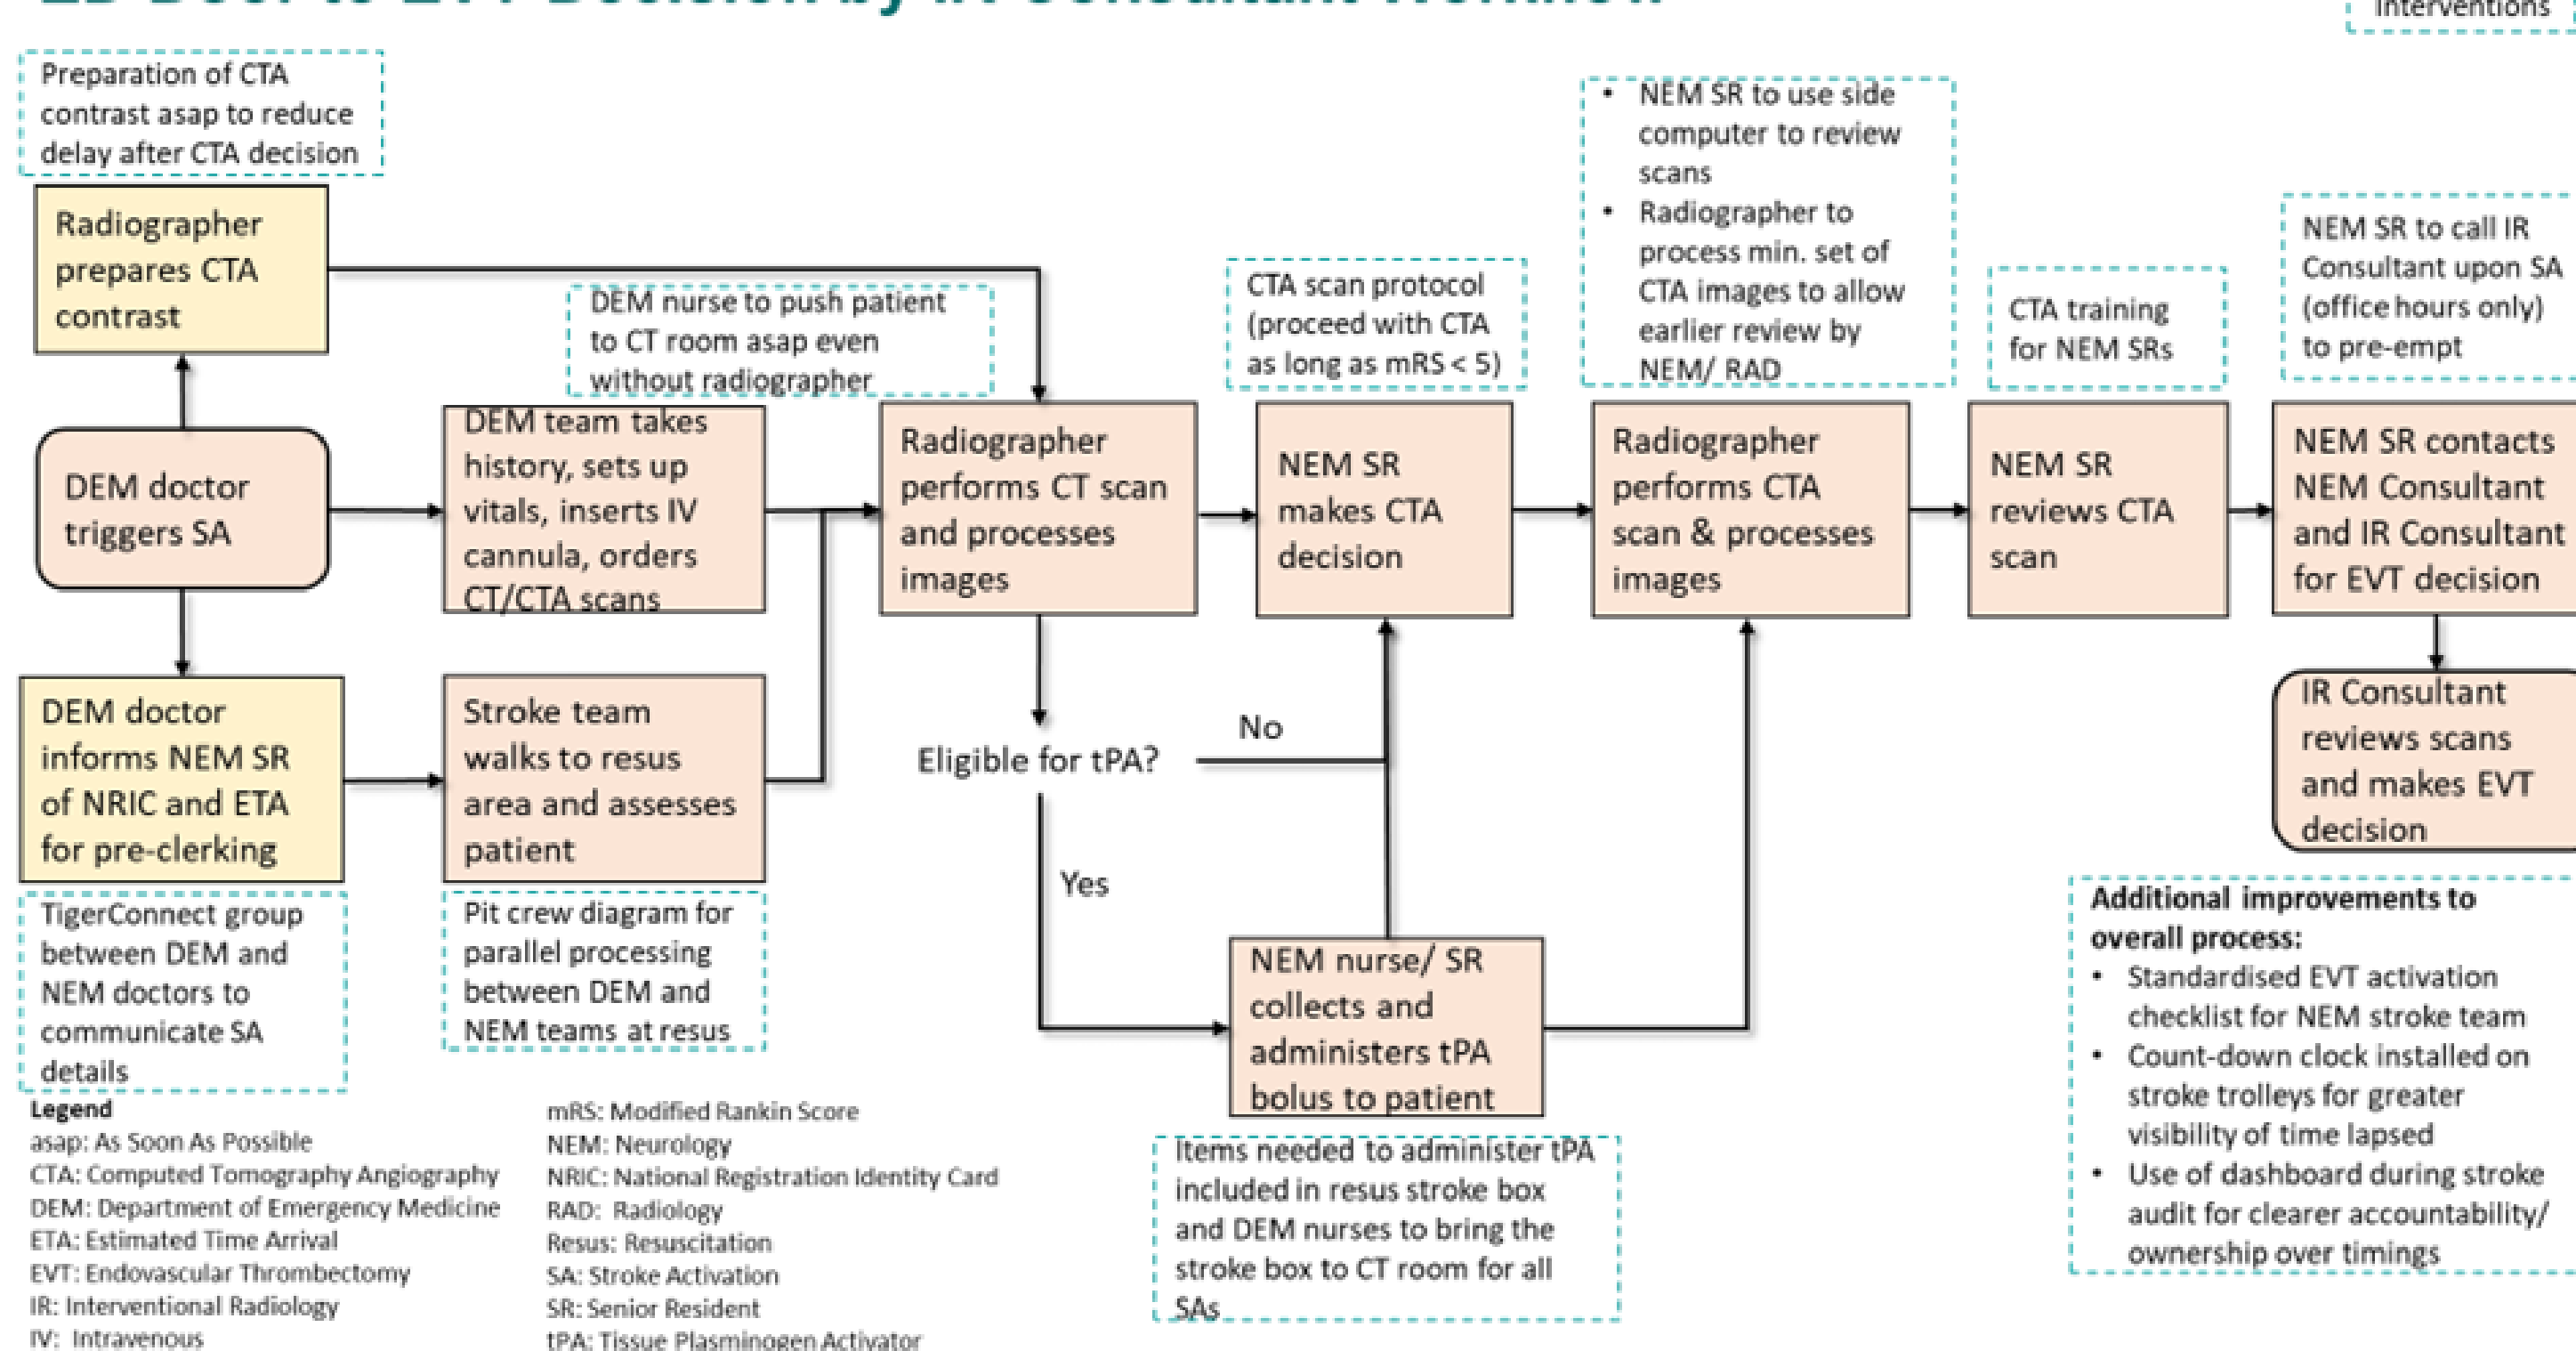 ED Door to EVT Decision by IR Consultant Workflow
Interventions
Preparation of CTA
contrast asap to reduce
delay after CTA decision
Radiographer
prepares CTA
contrast
DEM nurse to push patient
to CT room asap even
without radiographer
CTA scan protocol
(proceed with CTA
as long as mRS < 5)
• NEM SR to use side
computer to review
scans
• Radiographer to
process min. set of
CTA images to allow
earlier review by
NEM/ RAD
CTA training
for NEM SRs
NEM SR to call IR
Consultant upon SA
(office hours only)
to pre-empt
DEM doctor
triggers SA
DEM team takes
history, sets up
vitals, inserts IV
cannula, orders
CT/CTA scans
Radiographer
performs CT scan
and processes
images
NEM SR
makes CTA
decision
Radiographer
performs CTA
scan & processes
images
NEM SR
reviews CTA
scan
NEM SR contacts
NEM Consultant
and IR Consultant
for EVT decision
DEM doctor
informs NEM SR
of NRIC and ETA
for pre-clerking
Stroke team
walks to resus
area and assesses
patient
Eligible for tPA?
No
Yes
IR Consultant
reviews scans
and makes EVT
decision
TigerConnect group
between DEM and
NEM doctors to
communicate SA
details
Pit crew diagram for
parallel processing
between DEM and
NEM teams at resus
NEM nurse/ SR
collects and
administers tPA
bolus to patient
Items needed to administer tPA
included in resus stroke box
and DEM nurses to bring the
stroke box to CT room for all
SAs
Additional improvements to
overall process:
• Standardised EVT activation
checklist for NEM stroke team
• Count-down clock installed on
stroke trolleys for greater
visibility of time lapsed
• Use of dashboard during stroke
audit for clearer accountability/
ownership over timings
Legend
asap: As Soon As Possible
CTA: Computed Tomography Angiography
DEM: Department of Emergency Medicine
ETA: Estimated Time Arrival
EVT: Endovascular Thrombectomy
IR: Interventional Radiology
IV: Intravenous
mRS: Modified Rankin Score
NEM: Neurology
NRIC: National Registration Identity Card
RAD: Radiology
Resus: Resuscitation
SA: Stroke Activation
SR: Senior Resident
tPA: Tissue Plasminogen Activator